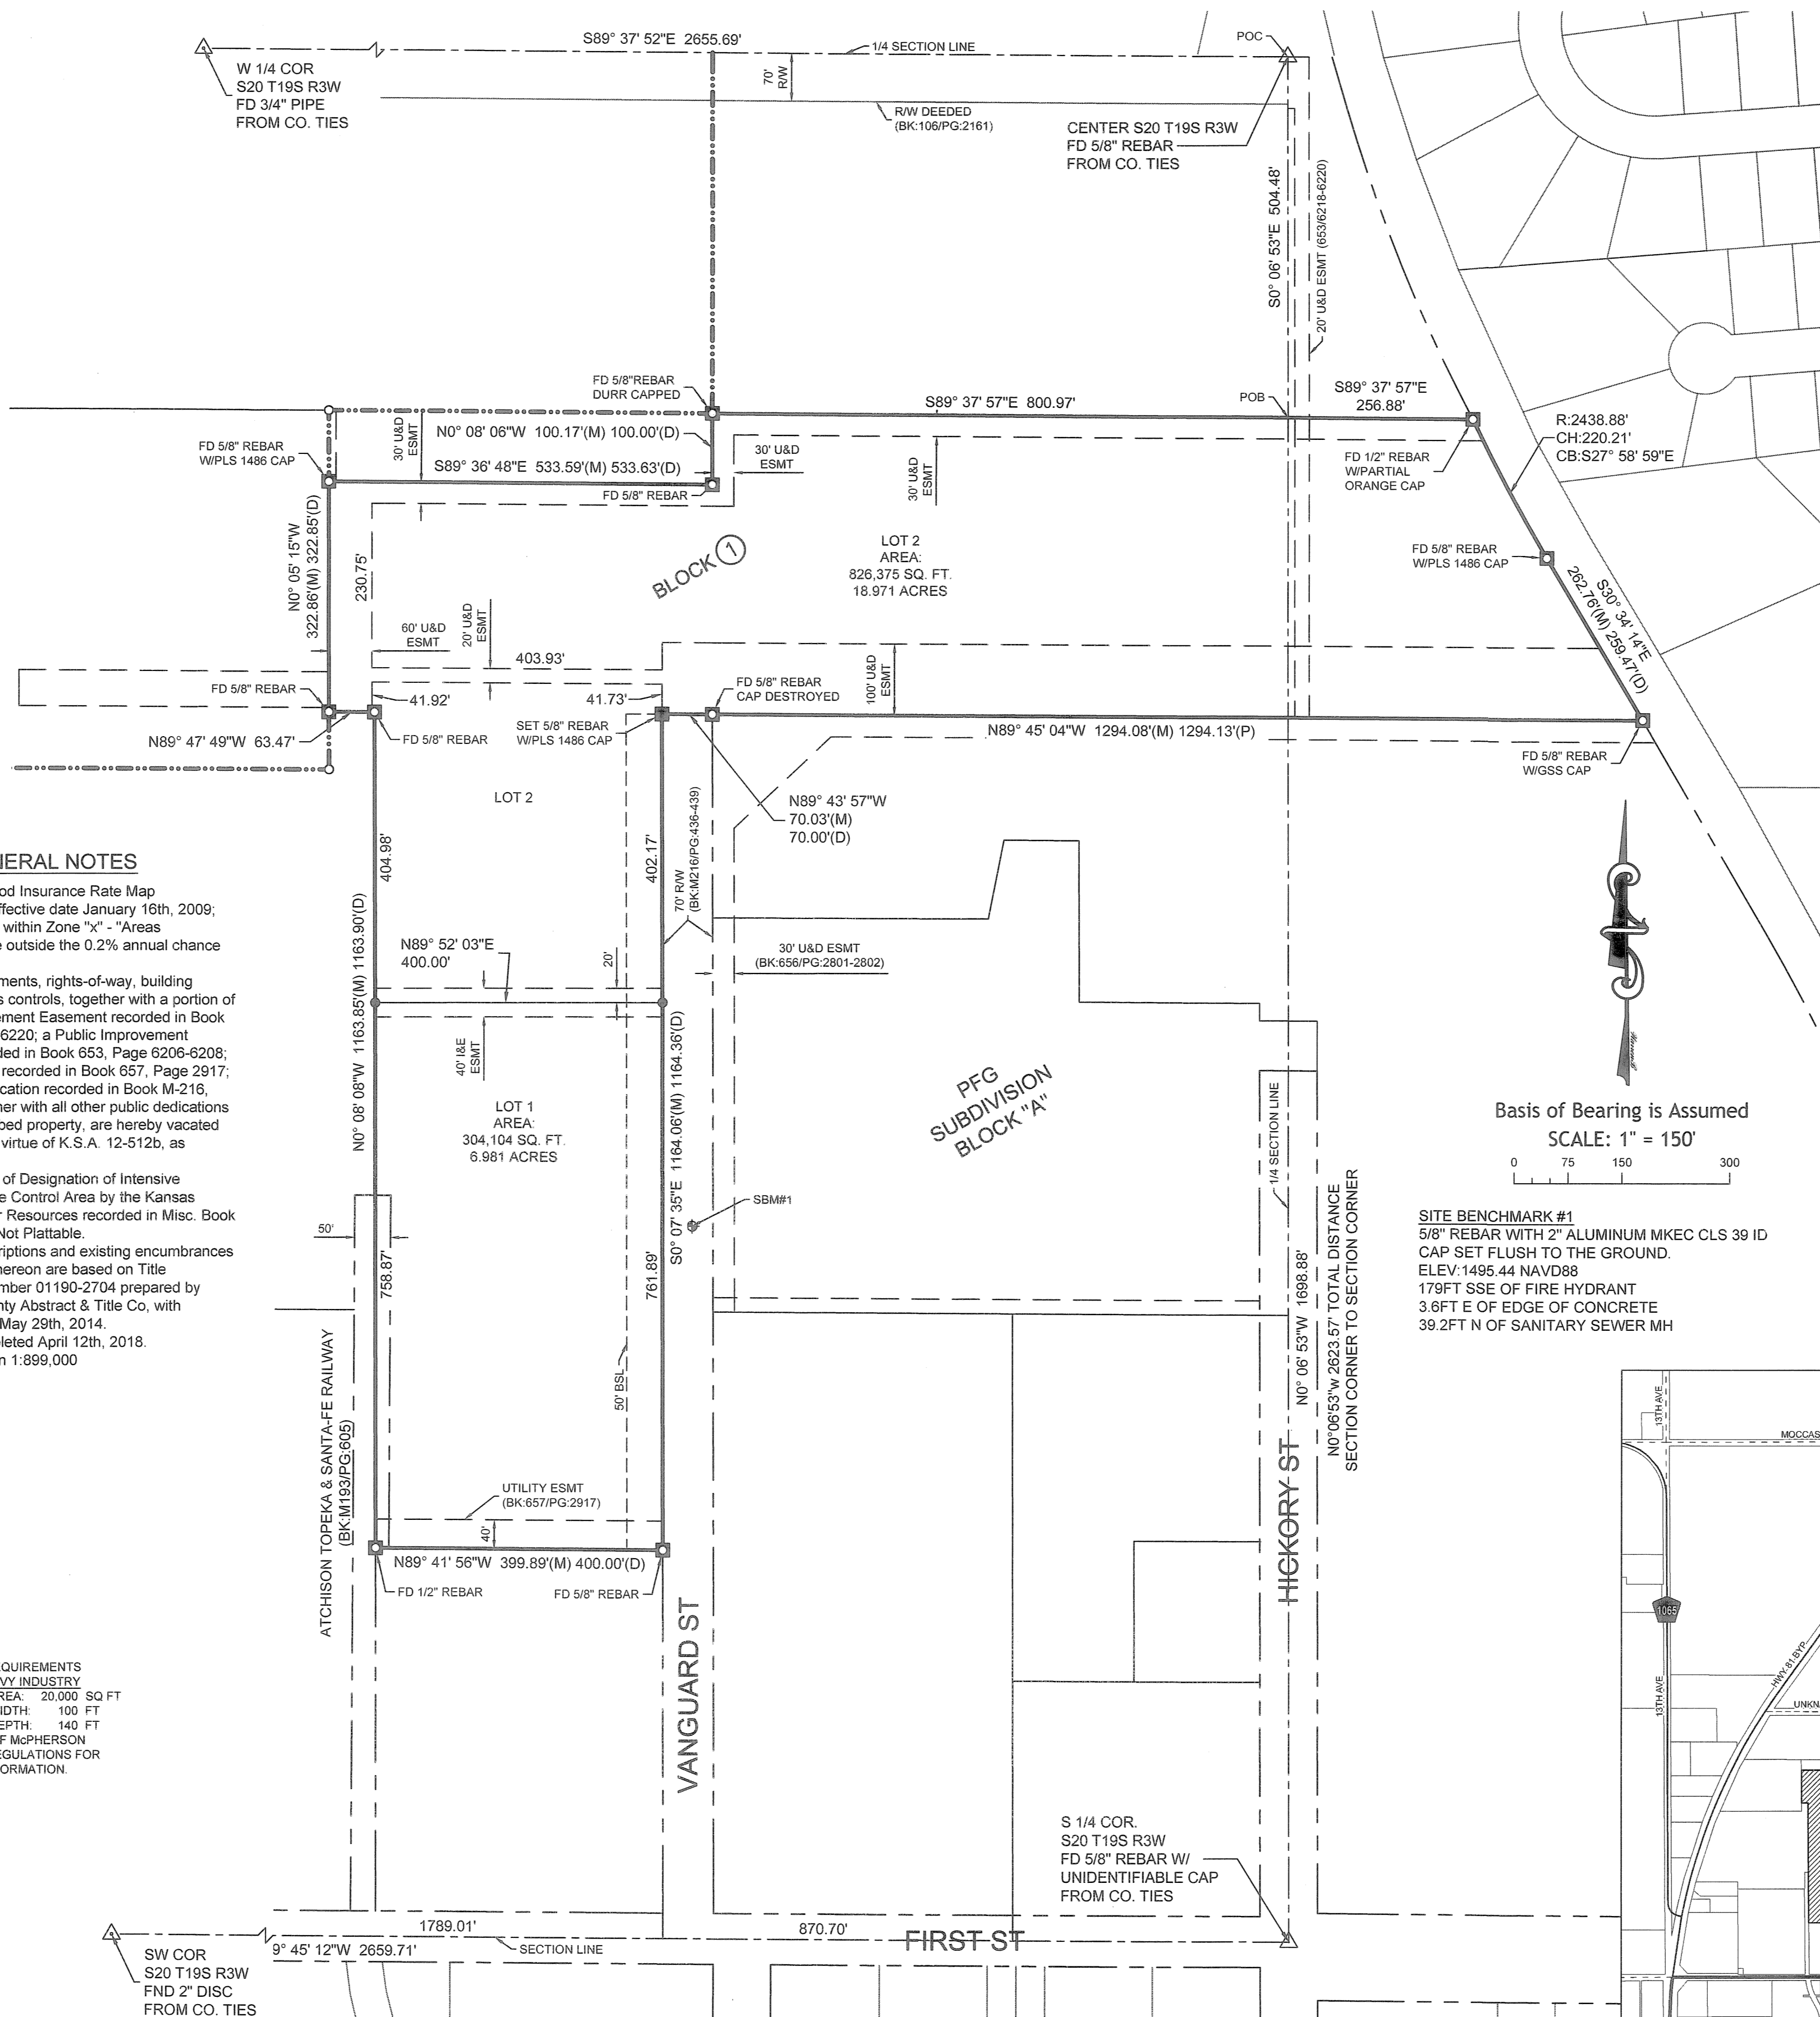 S89° 37' 52"E 2655.69'
1/4 SECTION LINE
POC
W 1/4 COR
S20 T19S R3W
FD 3/4" PIPE
FROM CO. TIES
70'
R/W
R/W DEEDED
(BK:106/PG:2161)
CENTER S20 T19S R3W
FD 5/8" REBAR
FROM CO. TIES
S0° 06' 53"E 504.48'
20' U&D ESMT (653/6218-6220)
FD 5/8"REBAR
DURR CAPPED
S89° 37' 57"E 800.97'
POB
S89° 37' 57"E
256.88'
R:2438.88'
CH:220.21'
CB:S27° 58' 59"E
FD 5/8" REBAR
W/PLS 1486 CAP
30' U&D
ESMT
N0° 08' 06"W 100.17'(M) 100.00'(D)
S89° 36' 48"E 533.59'(M) 533.63'(D)
FD 5/8" REBAR
30' U&D
ESMT
30' U&D
ESMT
FD 1/2" REBAR
W/PARTIAL
ORANGE CAP
N0° 05' 15"W
322.86'(M) 322.85'(D)
230.75'
BLOCK 1
LOT 2
AREA:
826,375 SQ. FT.
18.971 ACRES
FD 5/8" REBAR
W/PLS 1486 CAP
S30° 34' 14"E
262.76'(M) 259.47'(D)
60' U&D
ESMT
20' U&D
ESMT
403.93'
100' U&D
ESMT
FD 5/8" REBAR
41.92'
41.73'
FD 5/8" REBAR
CAP DESTROYED
N89° 47' 49"W 63.47'
FD 5/8" REBAR
SET 5/8" REBAR
W/PLS 1486 CAP
N89° 45' 04"W 1294.08'(M) 1294.13'(P)
FD 5/8" REBAR
W/GSS CAP
LOT 2
N89° 43' 57"W
70.03'(M)
70.00'(D)
404.98'
402.17'
70' R/W
(BK:M216/PG:436-439)
NERAL NOTES
od Insurance Rate Map
ffective date January 16th, 2009;
within Zone "x" - "Areas
e outside the 0.2% annual chance
ments, rights-of-way, building
s controls, together with a portion of
ement Easement recorded in Book
6220; a Public Improvement
ded in Book 653, Page 6206-6208;
recorded in Book 657, Page 2917;
ication recorded in Book M-216,
her with all other public dedications
bed property, are hereby vacated
virtue of K.S.A. 12-512b, as
of Designation of Intensive
e Control Area by the Kansas
r Resources recorded in Misc. Book
Not Plattable.
riptions and existing encumbrances
hereon are based on Title
mber 01190-2704 prepared by
nty Abstract & Title Co, with
May 29th, 2014.
leted April 12th, 2018.
n 1:899,000
N0° 08' 08"W 1163.85'(M) 1163.90'(D)
N89° 52' 03"E
400.00'
20'
30' U&D ESMT
(BK:656/PG:2801-2802)
40' I&E
ESMT
S0° 07' 35"E 1164.06'(M) 1164.36'(D)
LOT 1
AREA:
304,104 SQ. FT.
6.981 ACRES
PFG
SUBDIVISION
BLOCK "A"
1/4 SECTION LINE
Basis of Bearing is Assumed
SCALE: 1" = 150'
0 75 150 300
SITE BENCHMARK #1
5/8" REBAR WITH 2" ALUMINUM MKEC CLS 39 ID
CAP SET FLUSH TO THE GROUND.
ELEV:1495.44 NAVD88
179FT SSE OF FIRE HYDRANT
3.6FT E OF EDGE OF CONCRETE
39.2FT N OF SANITARY SEWER MH
SBM#1
50'
758.87'
761.89'
50' BSL
N0° 06' 53"W 1698.88'
N0°06'53"w 2623.57' TOTAL DISTANCE
SECTION CORNER TO SECTION CORNER
ATCHISON TOPEKA & SANTA-FE RAILWAY
(BK:M193/PG:605)
UTILITY ESMT
(BK:657/PG:2917)
40'
N89° 41' 56"W 399.89'(M) 400.00'(D)
FD 1/2" REBAR
FD 5/8" REBAR
HICKORY ST
VANGUARD ST
13TH AVE
MOCCAS
1065
HWY-81-BYP
13TH AVE
UNKN
QUIREMENTS
VY INDUSTRY
REA: 20,000 SQ FT
IDTH: 100 FT
EPTH: 140 FT
F McPHERSON
EGULATIONS FOR
ORMATION.
S 1/4 COR.
S20 T19S R3W
FD 5/8" REBAR W/
UNIDENTIFIABLE CAP
FROM CO. TIES
1789.01'
870.70'
FIRST ST
9° 45' 12"W 2659.71'
SECTION LINE
SW COR
S20 T19S R3W
FND 2" DISC
FROM CO. TIES